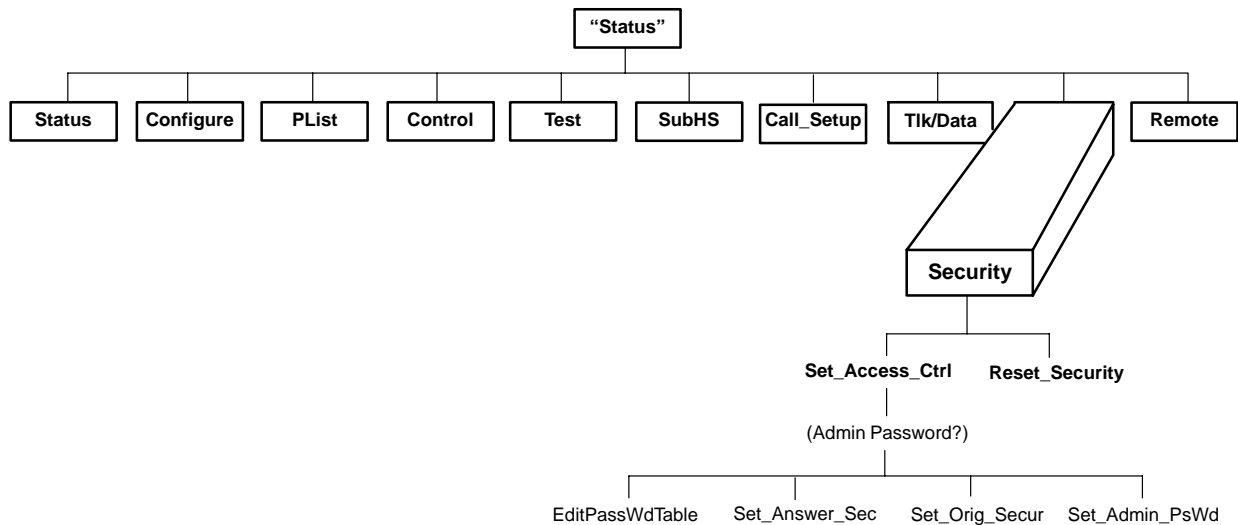 “Status”
Status Configure PList Control Test SubHS Call_Setup Tlk/Data Remote
Security
Set_Access_Ctrl Reset_Security
(Admin Password?)
EditPassWdTable Set_Answer_Sec Set_Orig_Secur Set_Admin_PsWd